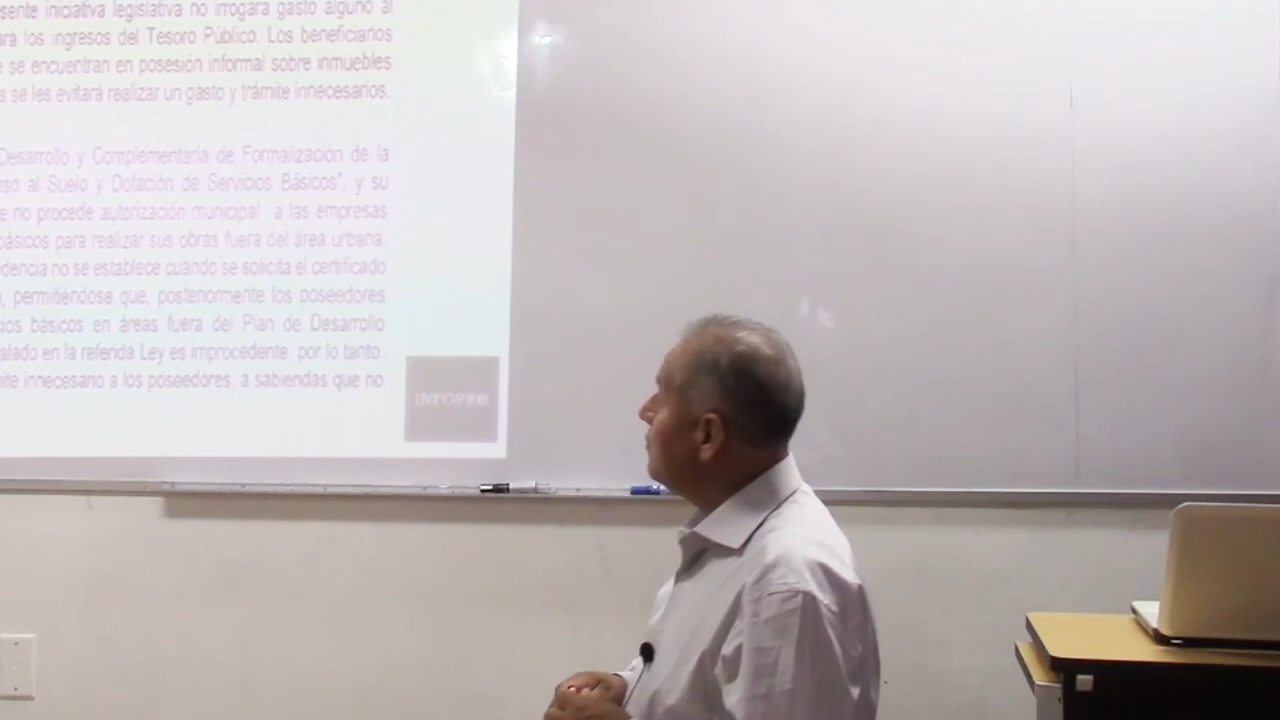 sente iniciativa legislativa no irrogará gasto alguno al
ará los ingresos del Tesoro Público. Los beneficiarios
e se encuentran en posesión informal sobre inmuebles
s se les evitará realizar un gasto y trámite innecesarios.
Desarrollo y Complementaria de Formalización de la
eso al Suelo y Dotación de Servicios Básicos", y su
e no procede autorización municipal a las empresas
básicos para realizar sus obras fuera del área urbana,
edencia no se establece cuando se solicita el certificado
, permitiéndose que, posteriormente los poseedores
cios básicos en áreas fuera del Plan de Desarrollo
alado en la referida Ley es improcedente, por lo tanto,
ite innecesario a los poseedores, a sabiendas que no
INFOPRe